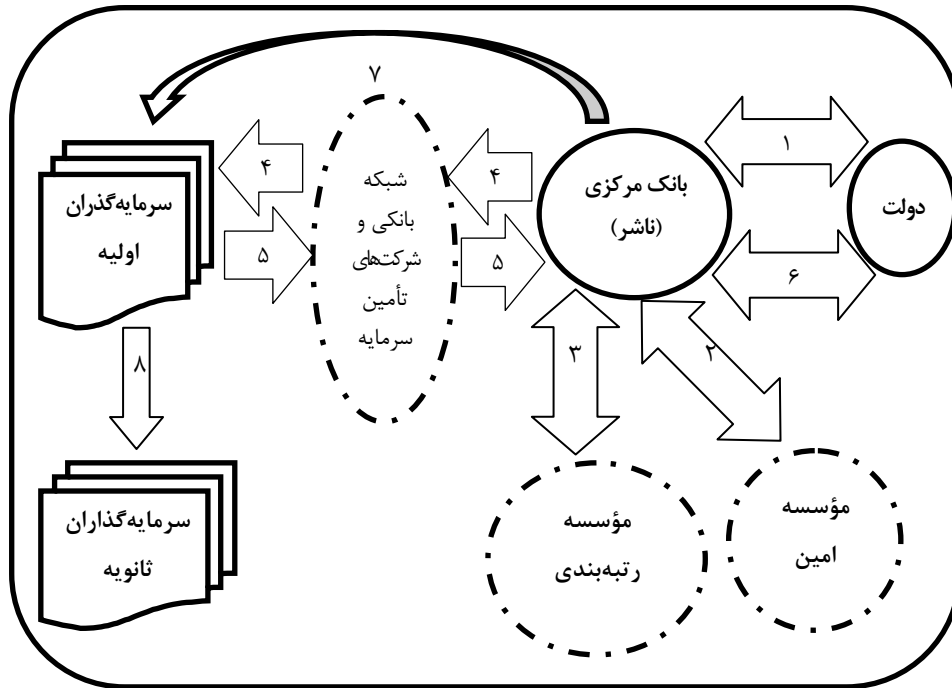 ۷
۴
۴
۱
شبکه
بانکی و
شرکت‌های
تأمین
سرمایه
بانک مرکزی
(ناشر)
دولت
سرمایه‌گذران
اولیه
۵
۵
۶
۳
۲
۸
مؤسسه
امین
مؤسسه
رتبه‌بندی
سرمایه‌گذاران
ثانویه